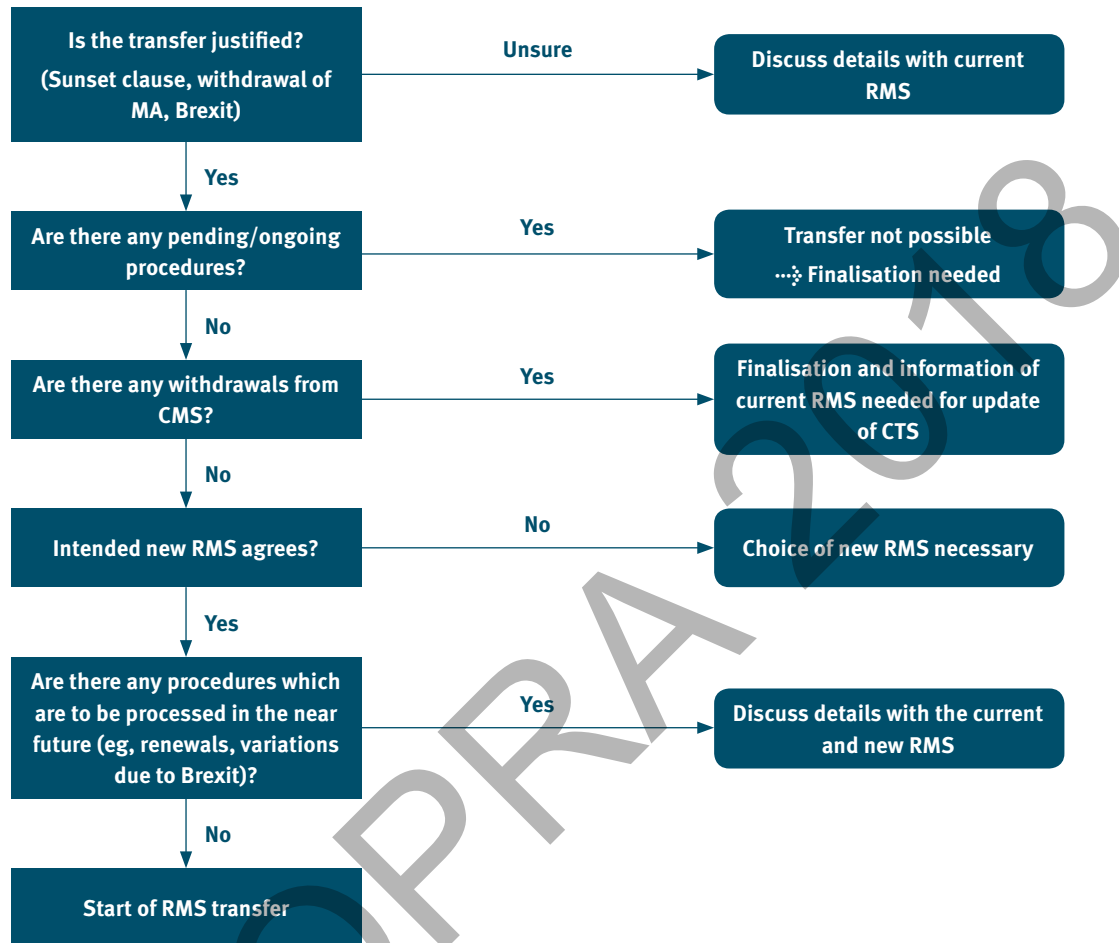 Is the transfer justified?
(Sunset clause, withdrawal of
MA, Brexit)
Unsure
Discuss details with current
RMS
Yes
Are there any pending/ongoing
procedures?
Yes
Transfer not possible
Finalisation needed
No
Are there any withdrawals from
CMS?
Yes
Finalisation and information of
current RMS needed for update
of CTS
No
Intended new RMS agrees?
No
Choice of new RMS necessary
Yes
Are there any procedures which
are to be processed in the near
future (eg, renewals, variations
due to Brexit)?
Yes
Discuss details with the current
and new RMS
No
Start of RMS transfer
OPRA 2018